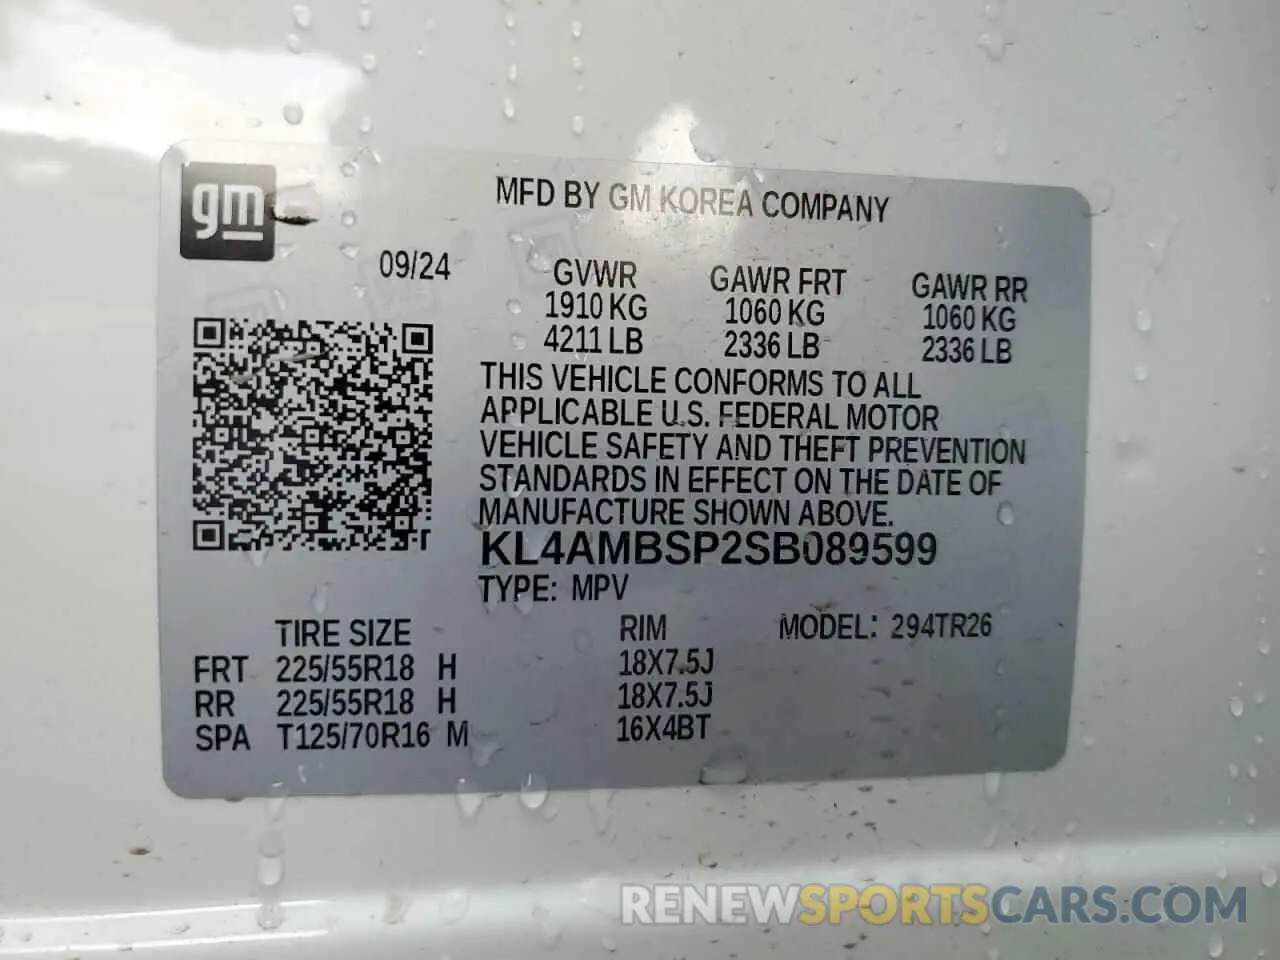 gm
MFD BY GM KOREA COMPANY
09/24
GVWR GAWR FRT GAWR RR
1910 KG 1060 KG 1060 KG
4211 LB 2336 LB 2336 LB
THIS VEHICLE CONFORMS TO ALL
APPLICABLE U.S. FEDERAL MOTOR
VEHICLE SAFETY AND THEFT PREVENTION
STANDARDS IN EFFECT ON THE DATE OF
MANUFACTURE SHOWN ABOVE.
KL4AMBSP2SB089599
TYPE: MPV
TIRE SIZE RIM MODEL: 294TR26
FRT 225/55R18 H 18X7.5J
RR 225/55R18 H 18X7.5J
SPA T125/70R16 M 16X4BT
RENEWSPORTSCARS.COM